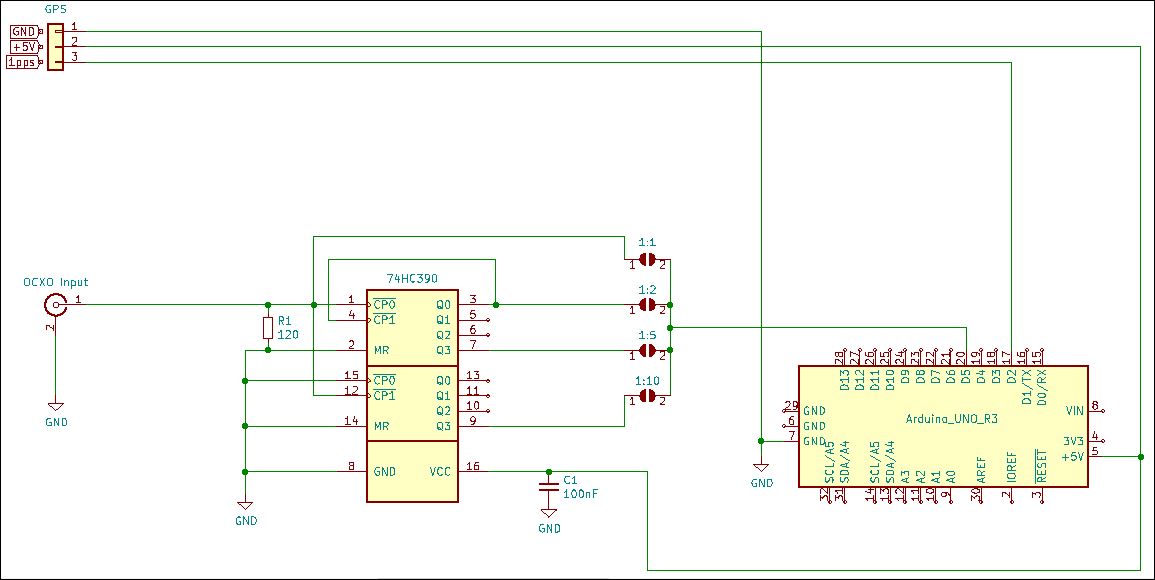 GPS
GND
+5V
1pps
1
2
3
OCXO Input
1
2
GND
R1
120
74HC390
1 CP0 Q0 3
4 CP1 Q1 5
Q2 6
2 MR Q3 7
15 CP0 Q0 13
12 CP1 Q1 11
Q2 10
14 MR Q3 9
8 GND VCC 16
GND
C1
100nF
GND
1:1
1 2
1:2
1 2
1:5
1 2
1:10
1 2
28 27 26 25 24 23 22 21 20 19 18 17 16 15
D13 D12 D11 D10 D9 D8 D7 D6 D5 D4 D3 D2 D1/TX D0/RX
29 GND
6 GND
7 GND
Arduino_UNO_R3
VIN 8
3V3 4
+5V 5
SCL/A5 SDA/A4 SCL/A5 SDA/A4 A3 A2 A1 A0 AREF IOREF RESET
32 31 14 13 12 11 10 9 30 2 3
GND